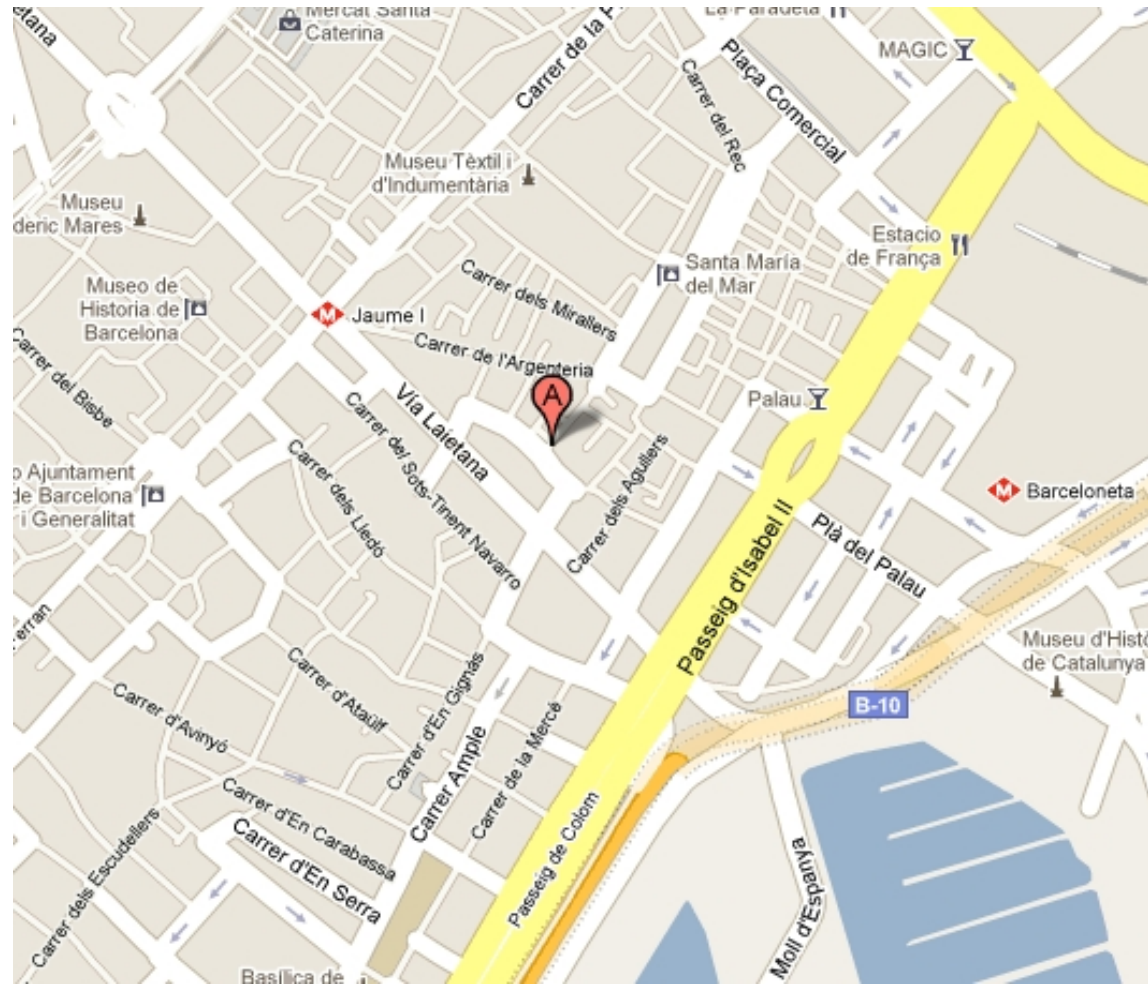 Mercat Santa
Caterina
La Paradeta
etana
Carrer de la P
MAGIC
Plaça Comercial
Carrer del Rec
Museu Tèxtil i
d'Indumentària
Museu
deric Mares
Estacio
de França
Santa María
del Mar
Carrer dels Mirallers
Museo de
Historia de
Barcelona
Jaume I
Carrer de l'Argenteria
Carrer del Bisbe
A
Vía Laietana
Palau
Carrer del Sots-Tinent Navarro
Carrer dels Lledó
Carrer dels Agullers
o Ajuntament
de Barcelona
i Generalitat
Barceloneta
Passeig d'Isabel II
Plà del Palau
Ferran
Museu d'Histò
de Catalunya
Carrer d'Ataülf
Carrer d'En Gignàs
Carrer d'Avinyó
B-10
Carrer de la Mercè
Carrer Ample
Carrer d'En Carabassa
Carrer d'En Serra
Carrer dels Escudellers
Passeig de Colom
Moll d'Espanya
Basílica de